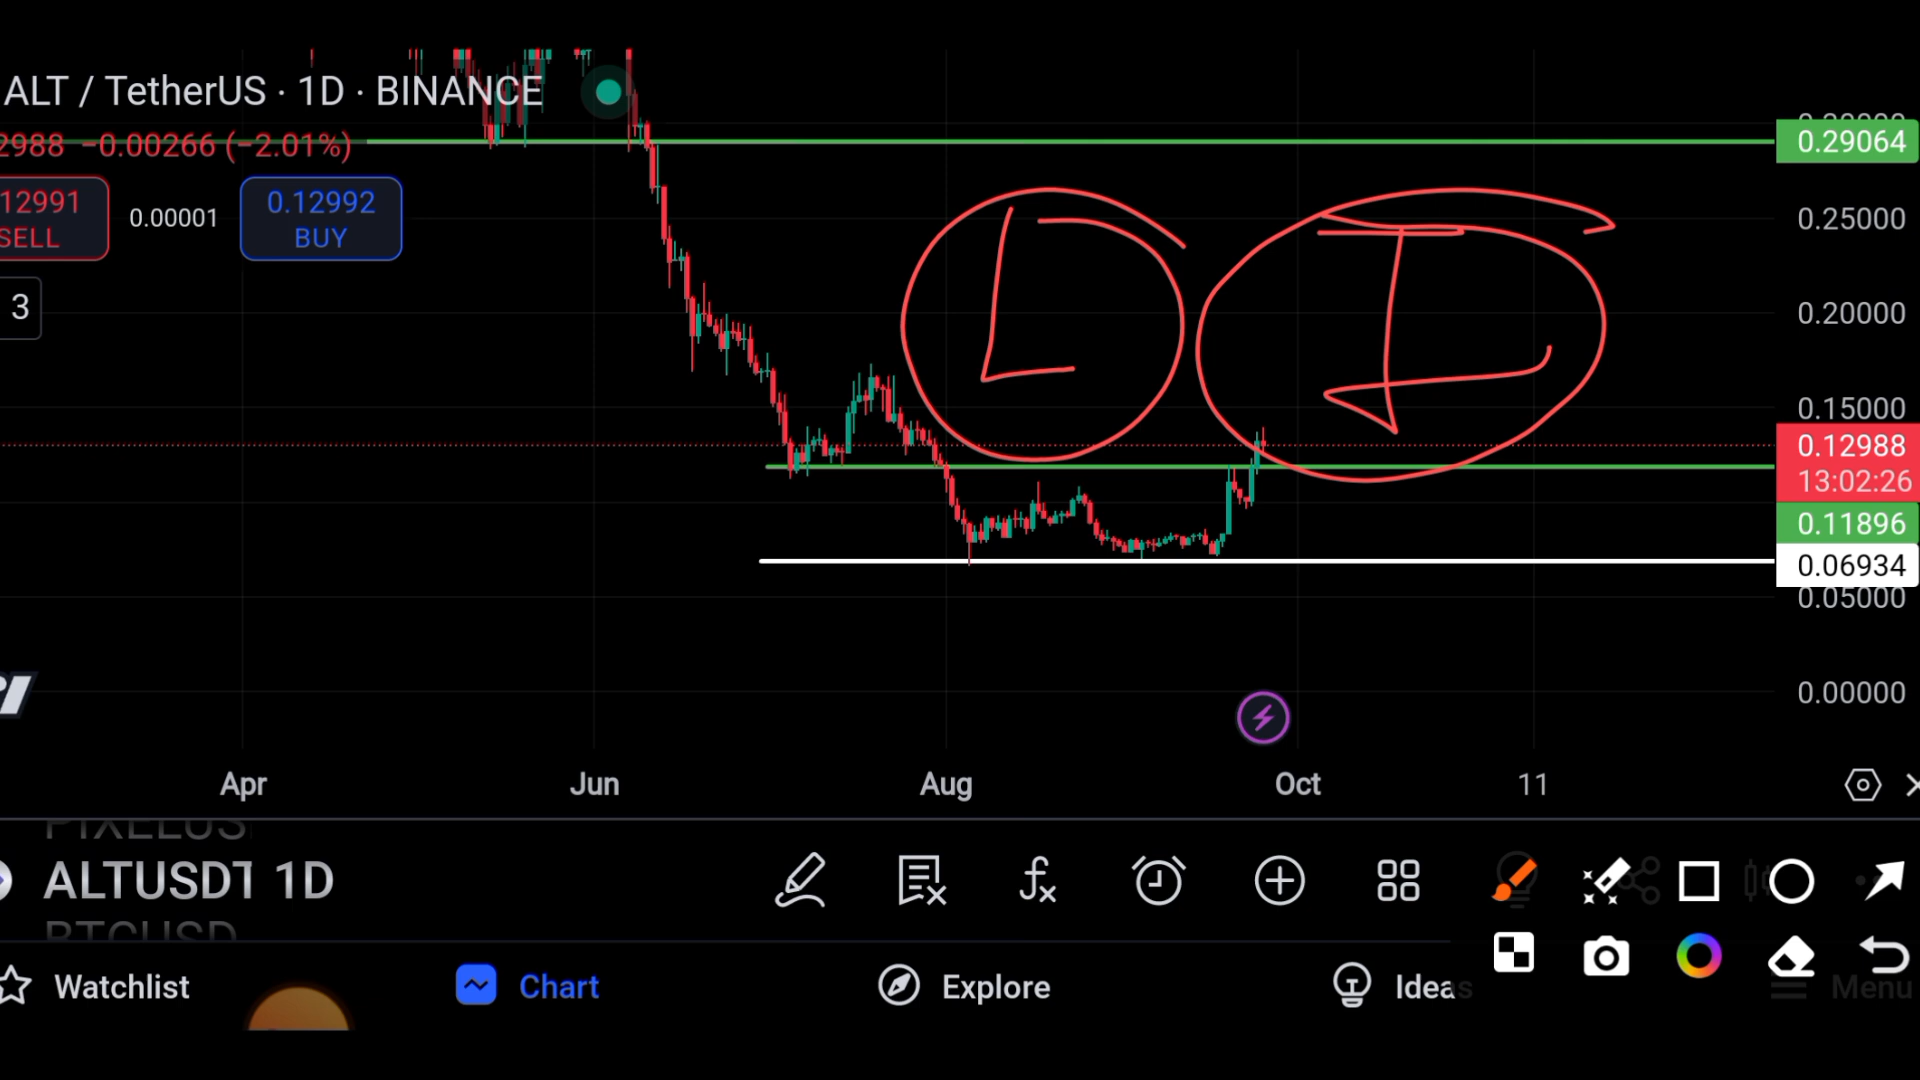 ALT / TetherUS · 1D · BINANCE
2988 −0.00266 (−2.01%)
12991
SELL
0.00001
0.12992
BUY
3
L
I
0.29064
0.25000
0.20000
0.15000
0.12988
13:02:26
0.11896
0.06934
0.05000
0.00000
Apr Jun Aug Oct 11
ALTUSDT 1D
BTCUSD
Watchlist
Chart
Explore
Ideas
Menu